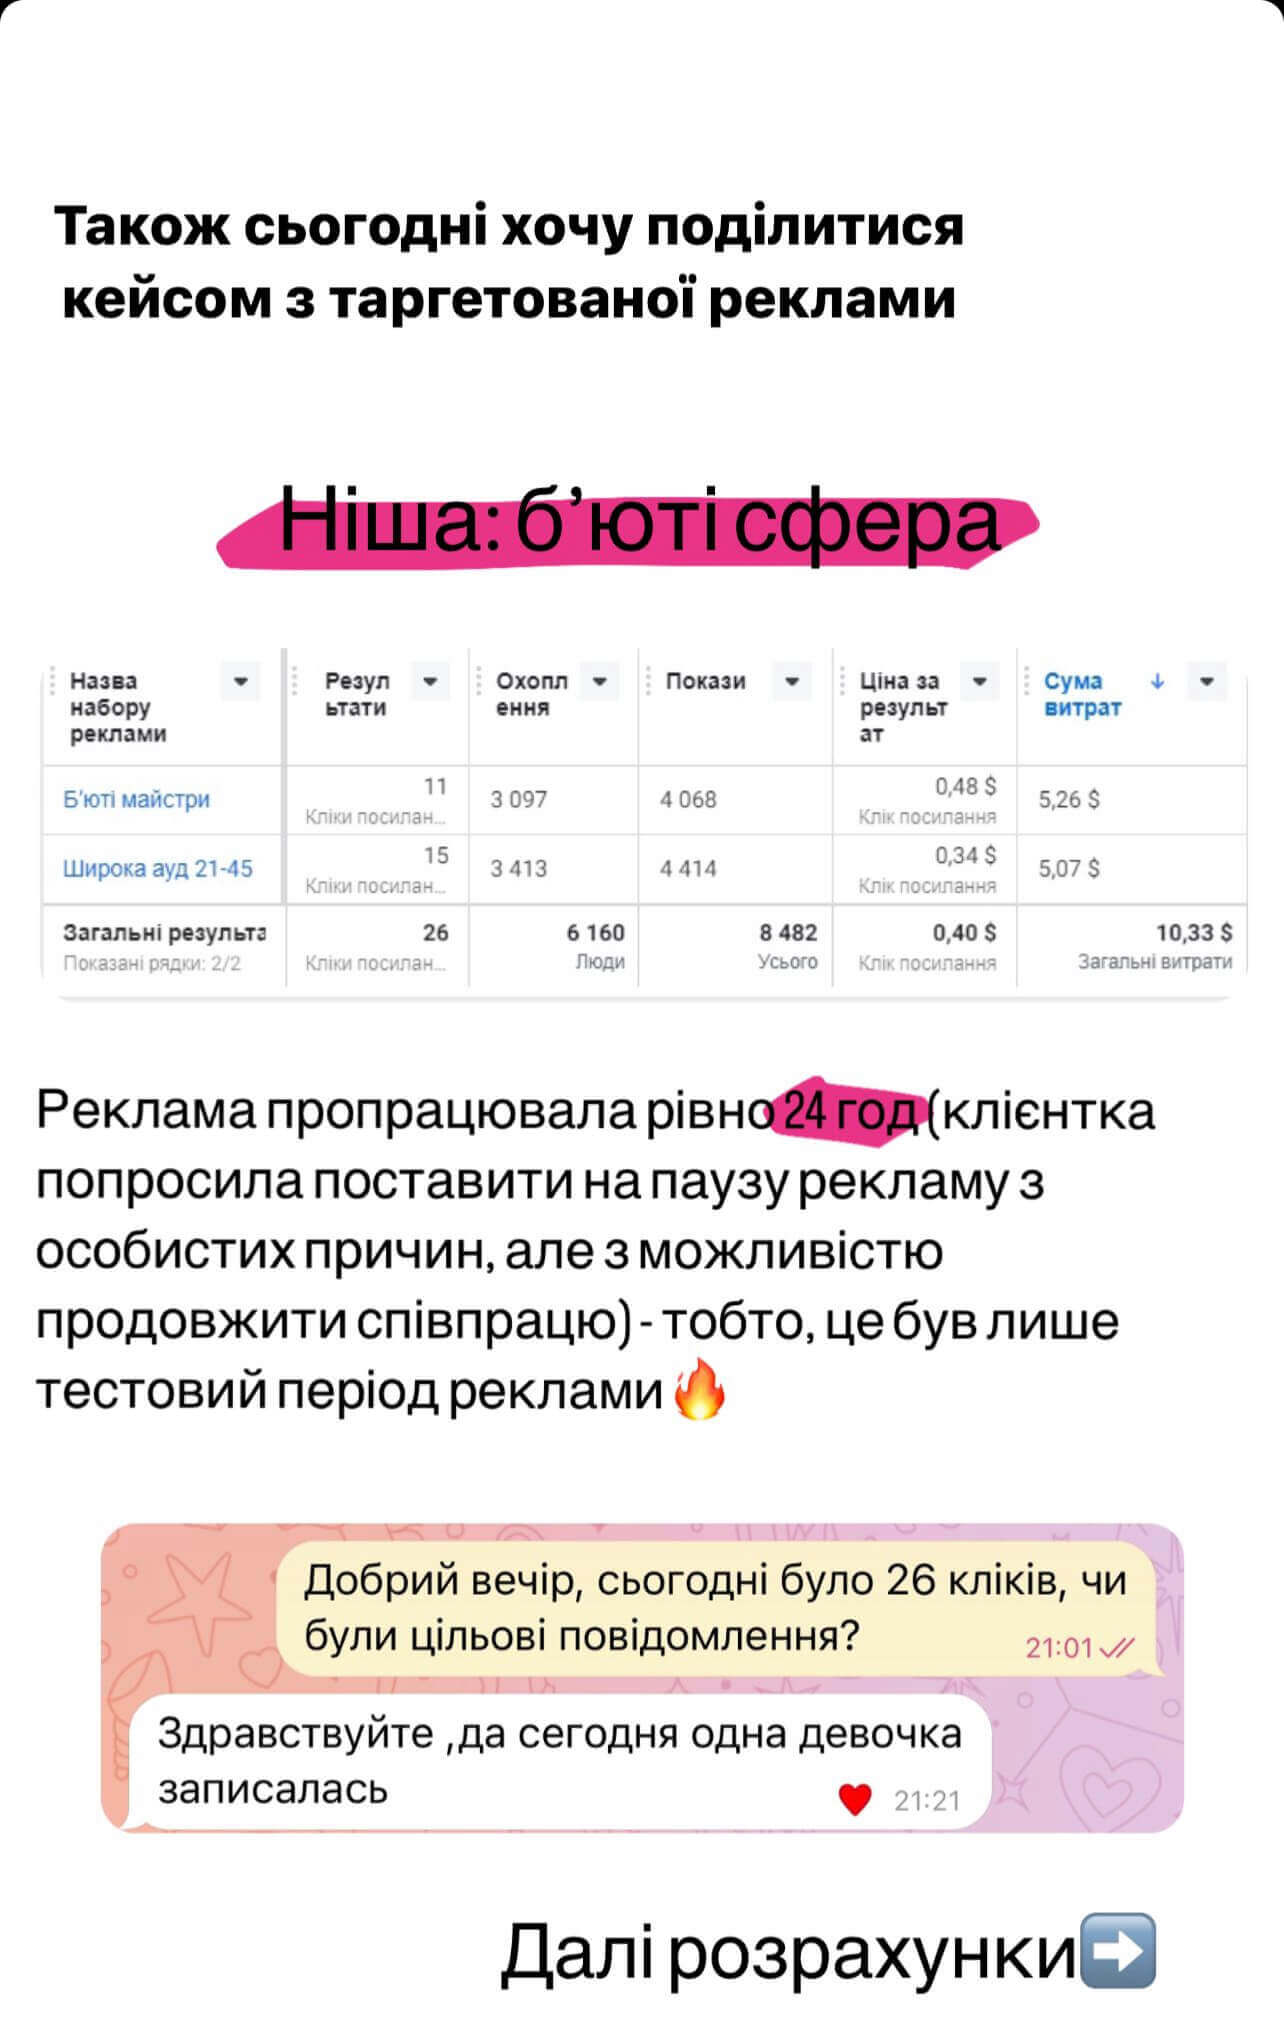 Також сьогодні хочу поділитися
кейсом з таргетованої реклами
Ніша: б’юті сфера
Назва набору реклами Результати Охоплення Покази Ціна за результат Сума витрат ↓
Б'юті майстри 11 Кліки посилан... 3 097 4 068 0,48 $ Клік посилання 5,26 $
Широка ауд 21-45 15 Кліки посилан... 3 413 4 414 0,34 $ Клік посилання 5,07 $
Загальні результа 26 6 160 8 482 0,40 $ 10,33 $
Показані рядки: 2/2 Кліки посилан... Люди Усього Клік посилання Загальні витрати
Реклама пропрацювала рівно 24 год (клієнтка
попросила поставити на паузу рекламу з
особистих причин, але з можливістю
продовжити співпрацю) - тобто, це був лише
тестовий період реклами🔥
Добрий вечір, сьогодні було 26 кліків, чи
були цільові повідомлення?
21:01
Здравствуйте ,да сегодня одна девочка
записалась
❤️ 21:21
Далі розрахунки➡️